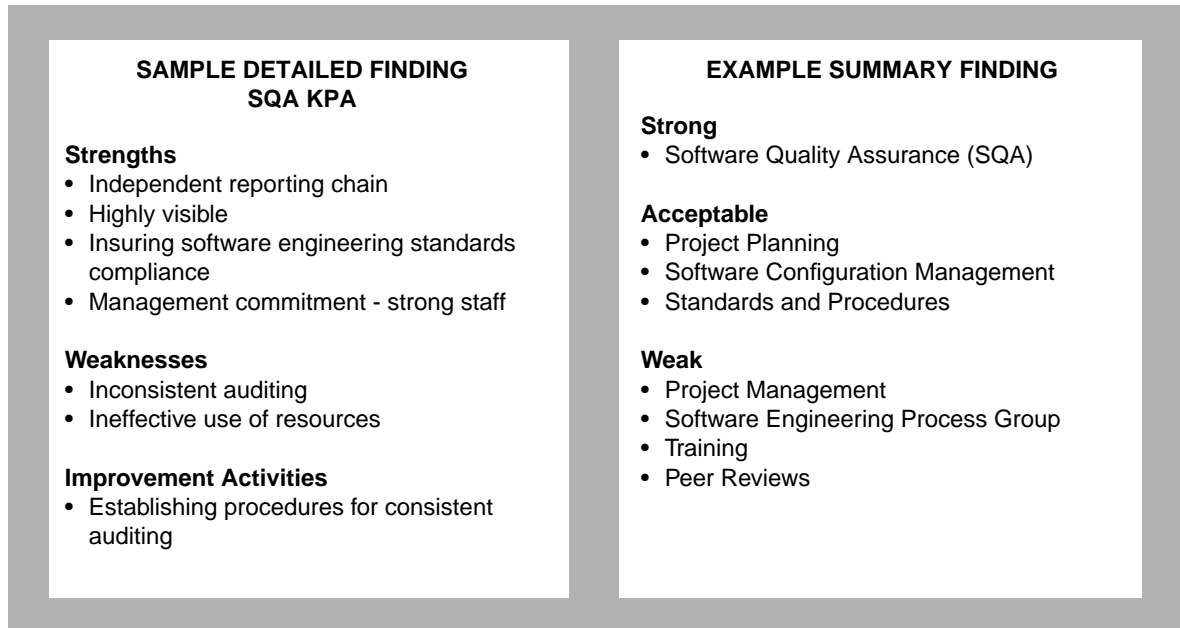 SAMPLE DETAILED FINDING
SQA KPA
Strengths
• Independent reporting chain
• Highly visible
• Insuring software engineering standards
compliance
• Management commitment - strong staff
Weaknesses
• Inconsistent auditing
• Ineffective use of resources
Improvement Activities
• Establishing procedures for consistent
auditing
EXAMPLE SUMMARY FINDING
Strong
• Software Quality Assurance (SQA)
Acceptable
• Project Planning
• Software Configuration Management
• Standards and Procedures
Weak
• Project Management
• Software Engineering Process Group
• Training
• Peer Reviews